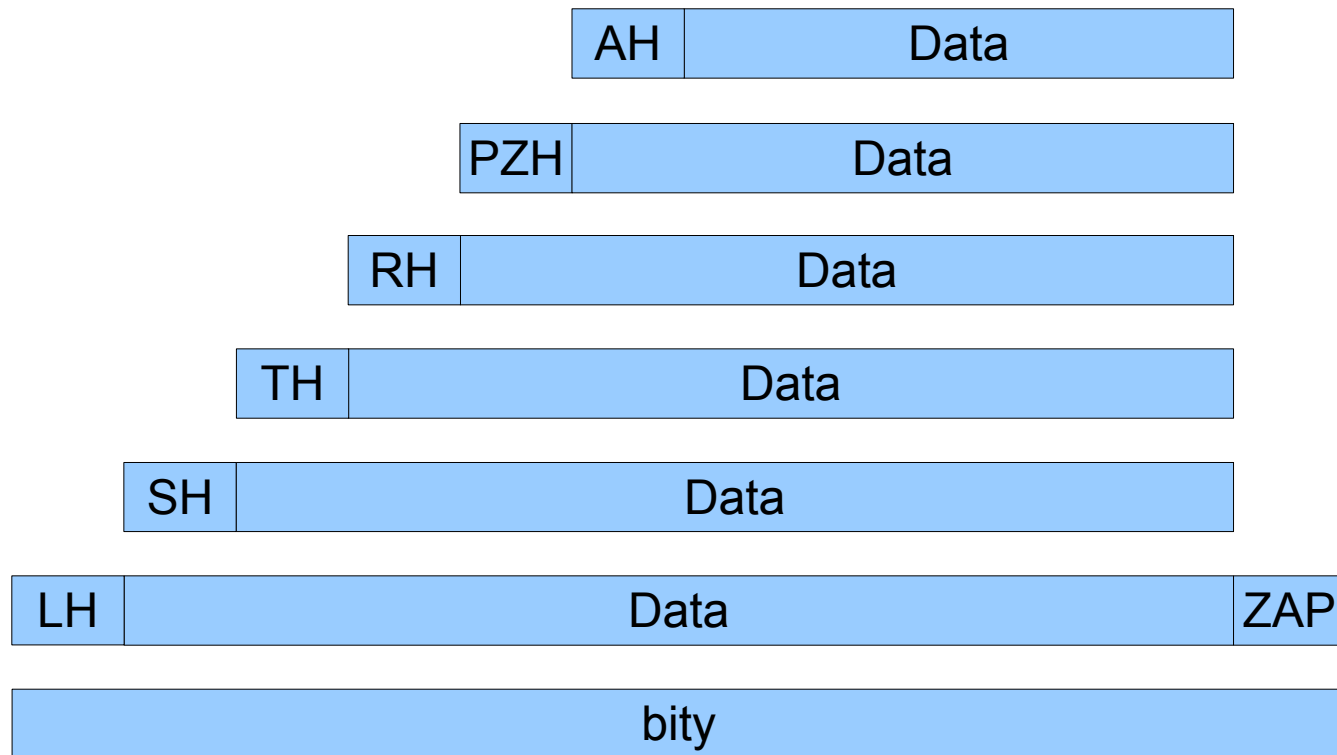 AH Data
PZH Data
RH Data
TH Data
SH Data
LH Data ZAP
bity